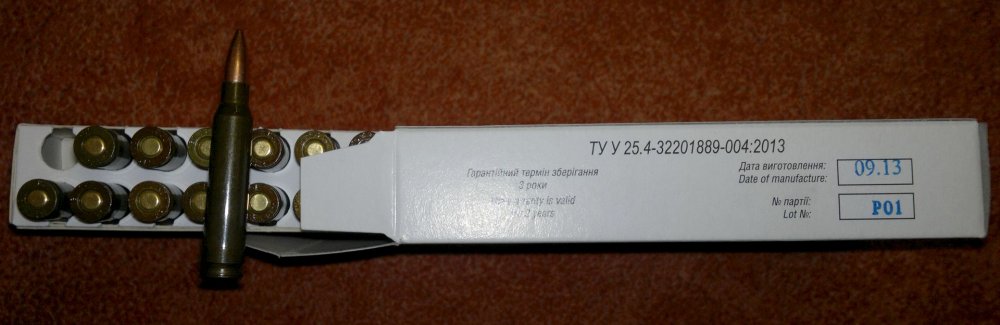 ТУ У 25.4-32201889-004:2013
Гарантійний термін зберігання
роки
is valid
years
Дата виготовлення:
Date of manufacture:
09.13
№ партії:
Lot №:
P01